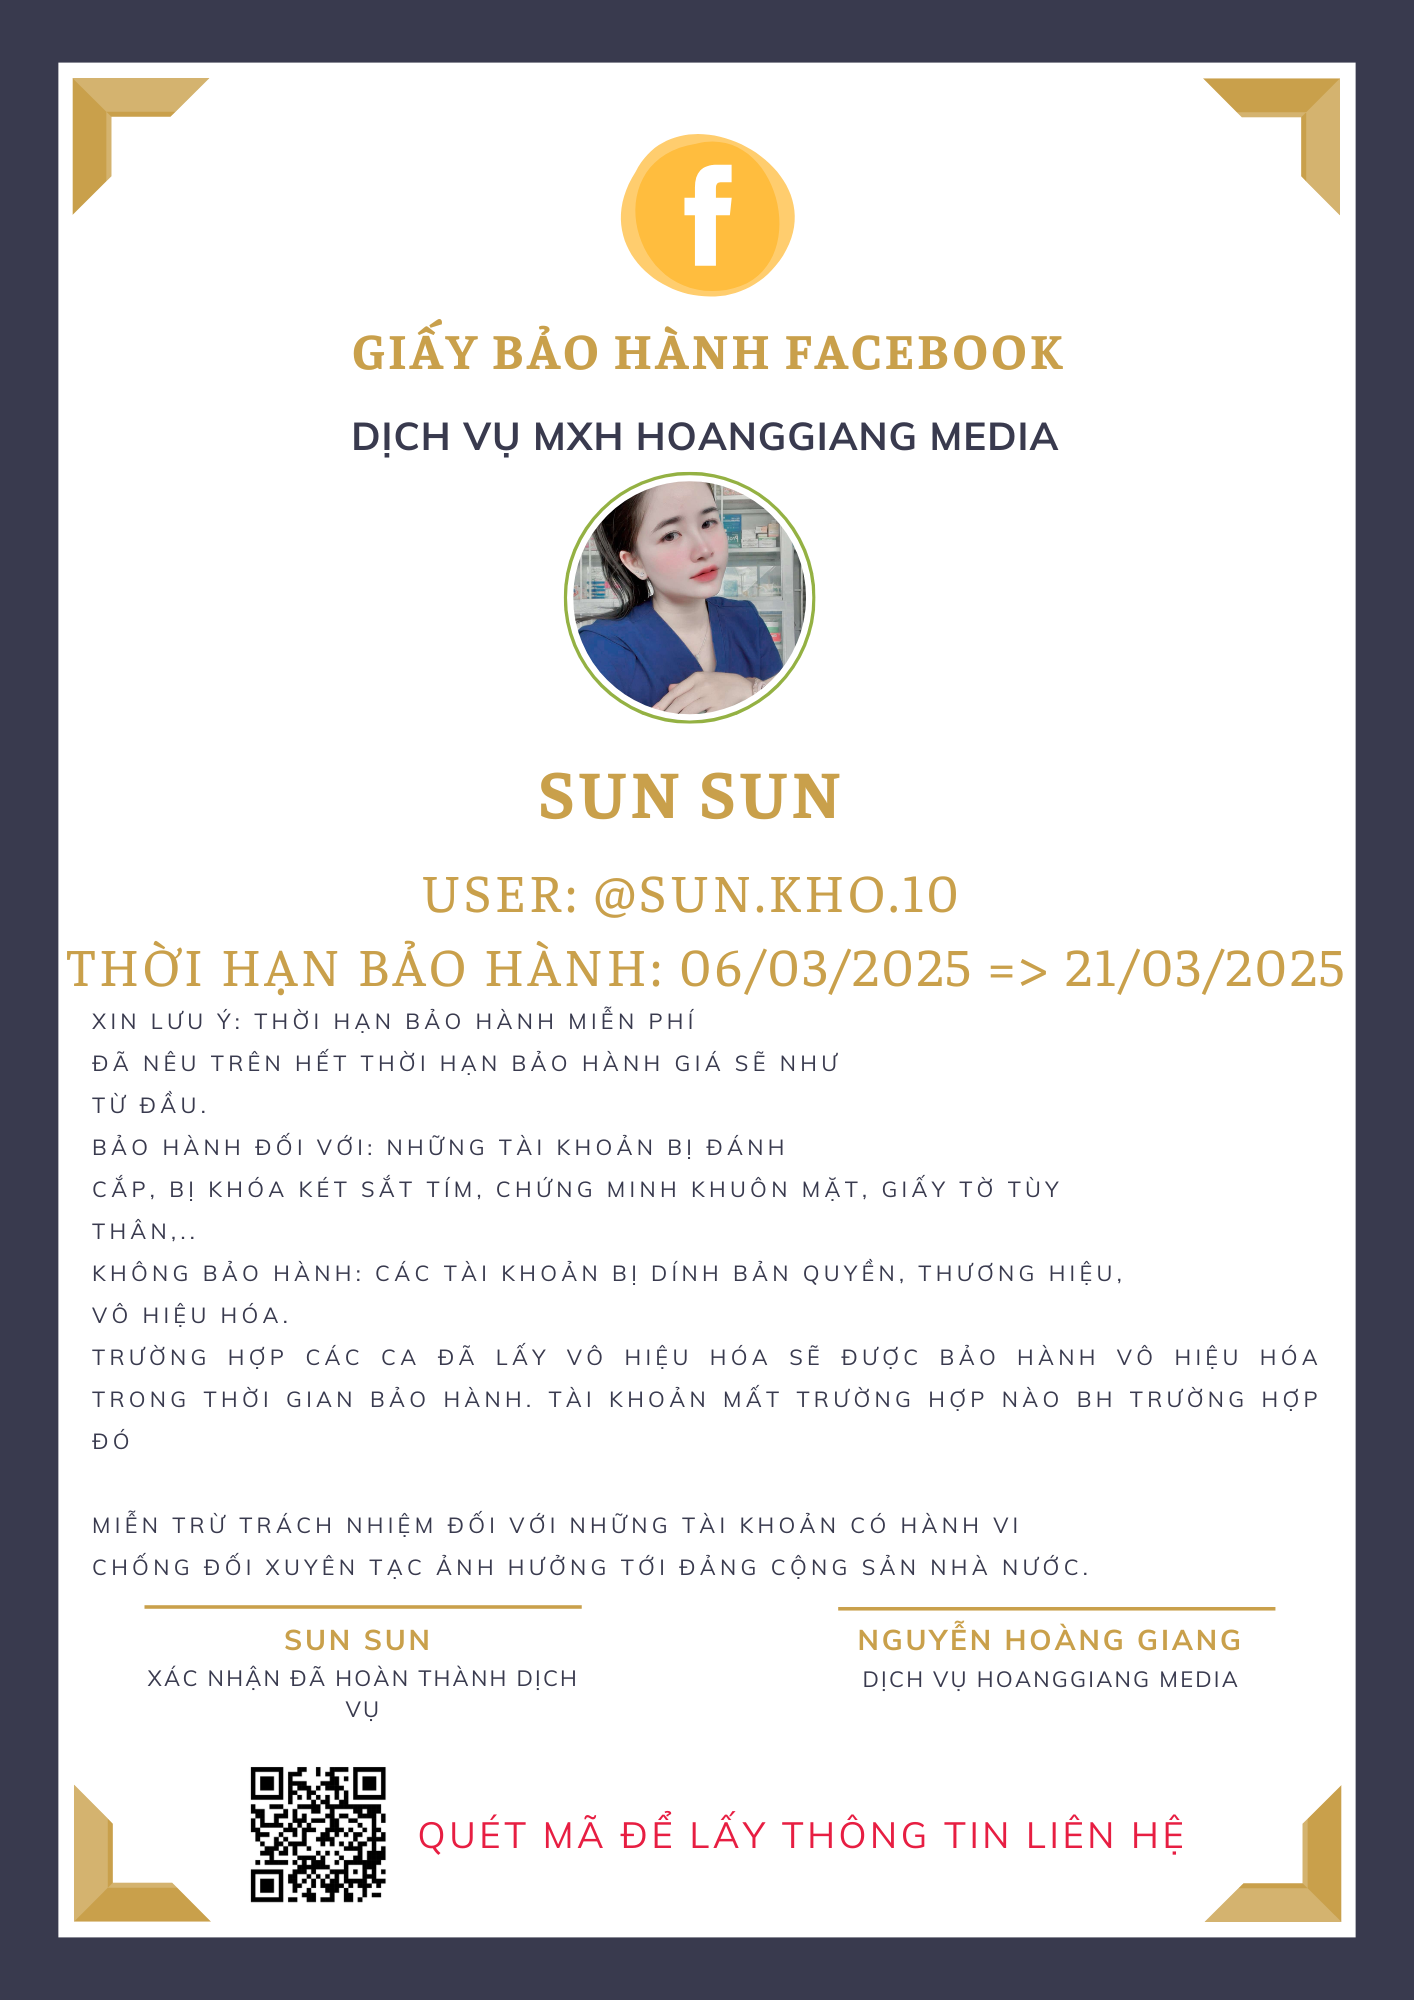 f
GIẤY BẢO HÀNH FACEBOOK
DỊCH VỤ MXH HOANGGIANG MEDIA
SUN SUN
USER: @SUN.KHO.10
THỜI HẠN BẢO HÀNH: 06/03/2025 => 21/03/2025
XIN LƯU Ý: THỜI HẠN BẢO HÀNH MIỄN PHÍ
ĐÃ NÊU TRÊN HẾT THỜI HẠN BẢO HÀNH GIÁ SẼ NHƯ
TỪ ĐẦU.
BẢO HÀNH ĐỐI VỚI: NHỮNG TÀI KHOẢN BỊ ĐÁNH
CẮP, BỊ KHÓA KÉT SẮT TÍM, CHỨNG MINH KHUÔN MẶT, GIẤY TỜ TÙY
THÂN,..
KHÔNG BẢO HÀNH: CÁC TÀI KHOẢN BỊ DÍNH BẢN QUYỀN, THƯƠNG HIỆU,
VÔ HIỆU HÓA.
TRƯỜNG HỢP CÁC CA ĐÃ LẤY VÔ HIỆU HÓA SẼ ĐƯỢC BẢO HÀNH VÔ HIỆU HÓA
TRONG THỜI GIAN BẢO HÀNH. TÀI KHOẢN MẤT TRƯỜNG HỢP NÀO BH TRƯỜNG HỢP
ĐÓ
MIỄN TRỪ TRÁCH NHIỆM ĐỐI VỚI NHỮNG TÀI KHOẢN CÓ HÀNH VI
CHỐNG ĐỐI XUYÊN TẠC ẢNH HƯỞNG TỚI ĐẢNG CỘNG SẢN NHÀ NƯỚC.
SUN SUN
XÁC NHẬN ĐÃ HOÀN THÀNH DỊCH
VỤ
NGUYỄN HOÀNG GIANG
DỊCH VỤ HOANGGIANG MEDIA
QUÉT MÃ ĐỂ LẤY THÔNG TIN LIÊN HỆ